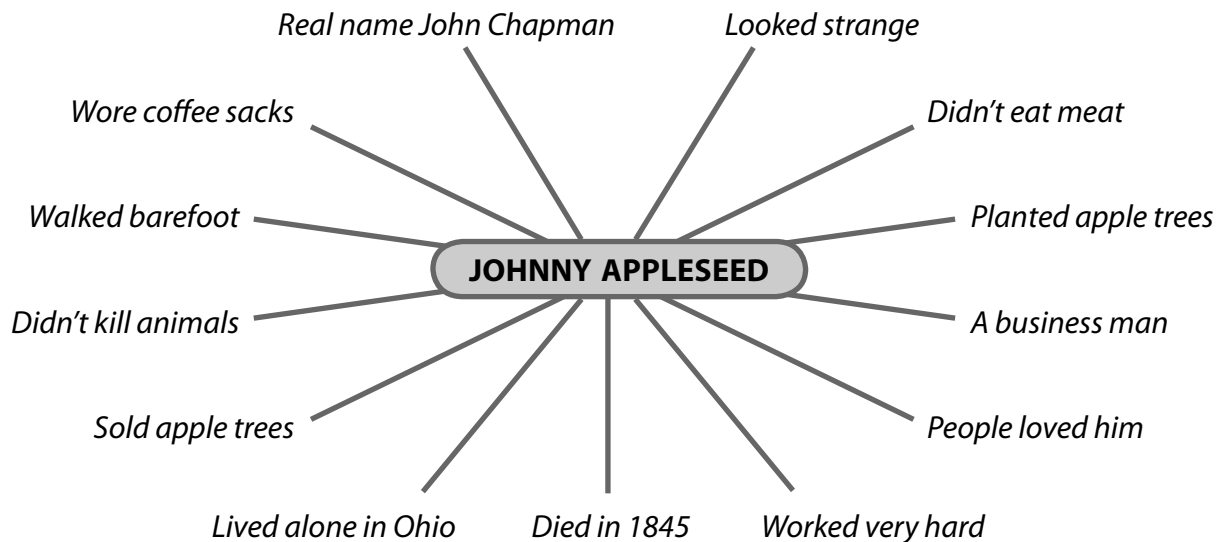 Real name John Chapman
Looked strange
Wore coffee sacks
Didn’t eat meat
Walked barefoot
Planted apple trees
JOHNNY APPLESEED
Didn’t kill animals
A business man
Sold apple trees
People loved him
Lived alone in Ohio
Died in 1845
Worked very hard